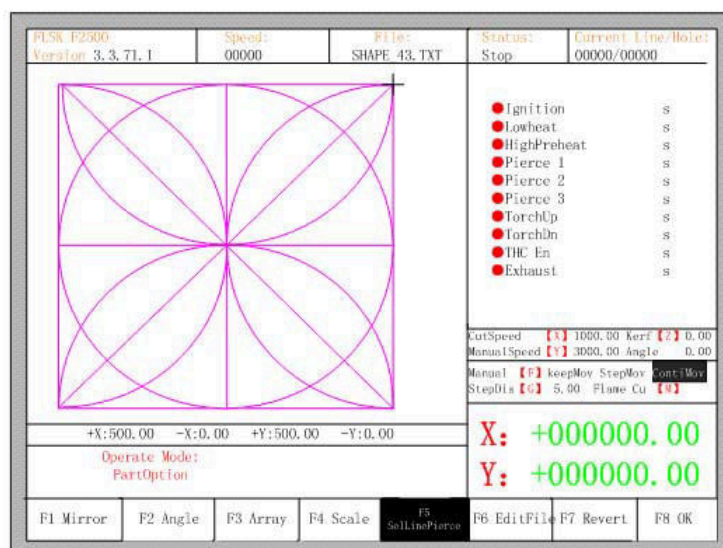 FLSK F2500 Speed: File: Status: Current Line/Hole:
Version 3.3.71.I 00000 SHAPE_43.TXT Stop 00000/00000
Ignition s
Lowheat s
HighPreheat s
Pierce 1 s
Pierce 2 s
Pierce 3 s
TorchUp s
TorchDn s
THC En s
Exhaust s
CutSpeed 【X】 1000.00 Kerf【Z】0.00
ManualSpeed【Y】3000.00 Angle 0.00
Manual 【F】keepMov StepMov ContiMov
StepDis【G】 5.00 Flame Cu 【M】
+X:500.00 -X:0.00 +Y:500.00 -Y:0.00
Operate Mode:
PartOption
X: +000000.00
Y: +000000.00
F1 Mirror F2 Angle F3 Array F4 Scale F5 SelLinePierce F6 EditFile F7 Revert F8 OK